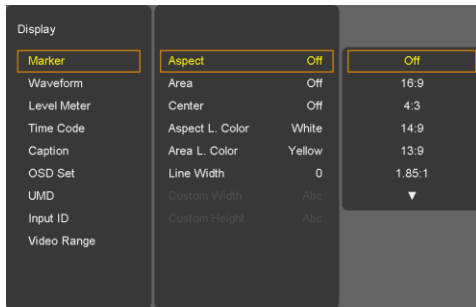 Display
Marker
Waveform
Level Meter
Time Code
Caption
OSD Set
UMD
Input ID
Video Range
Aspect Off
Area Off
Center Off
Aspect L. Color White
Area L. Color Yellow
Line Width 0
Custom Width Abc
Custom Height Abc
Off
16:9
4:3
14:9
13:9
1.85:1
▼